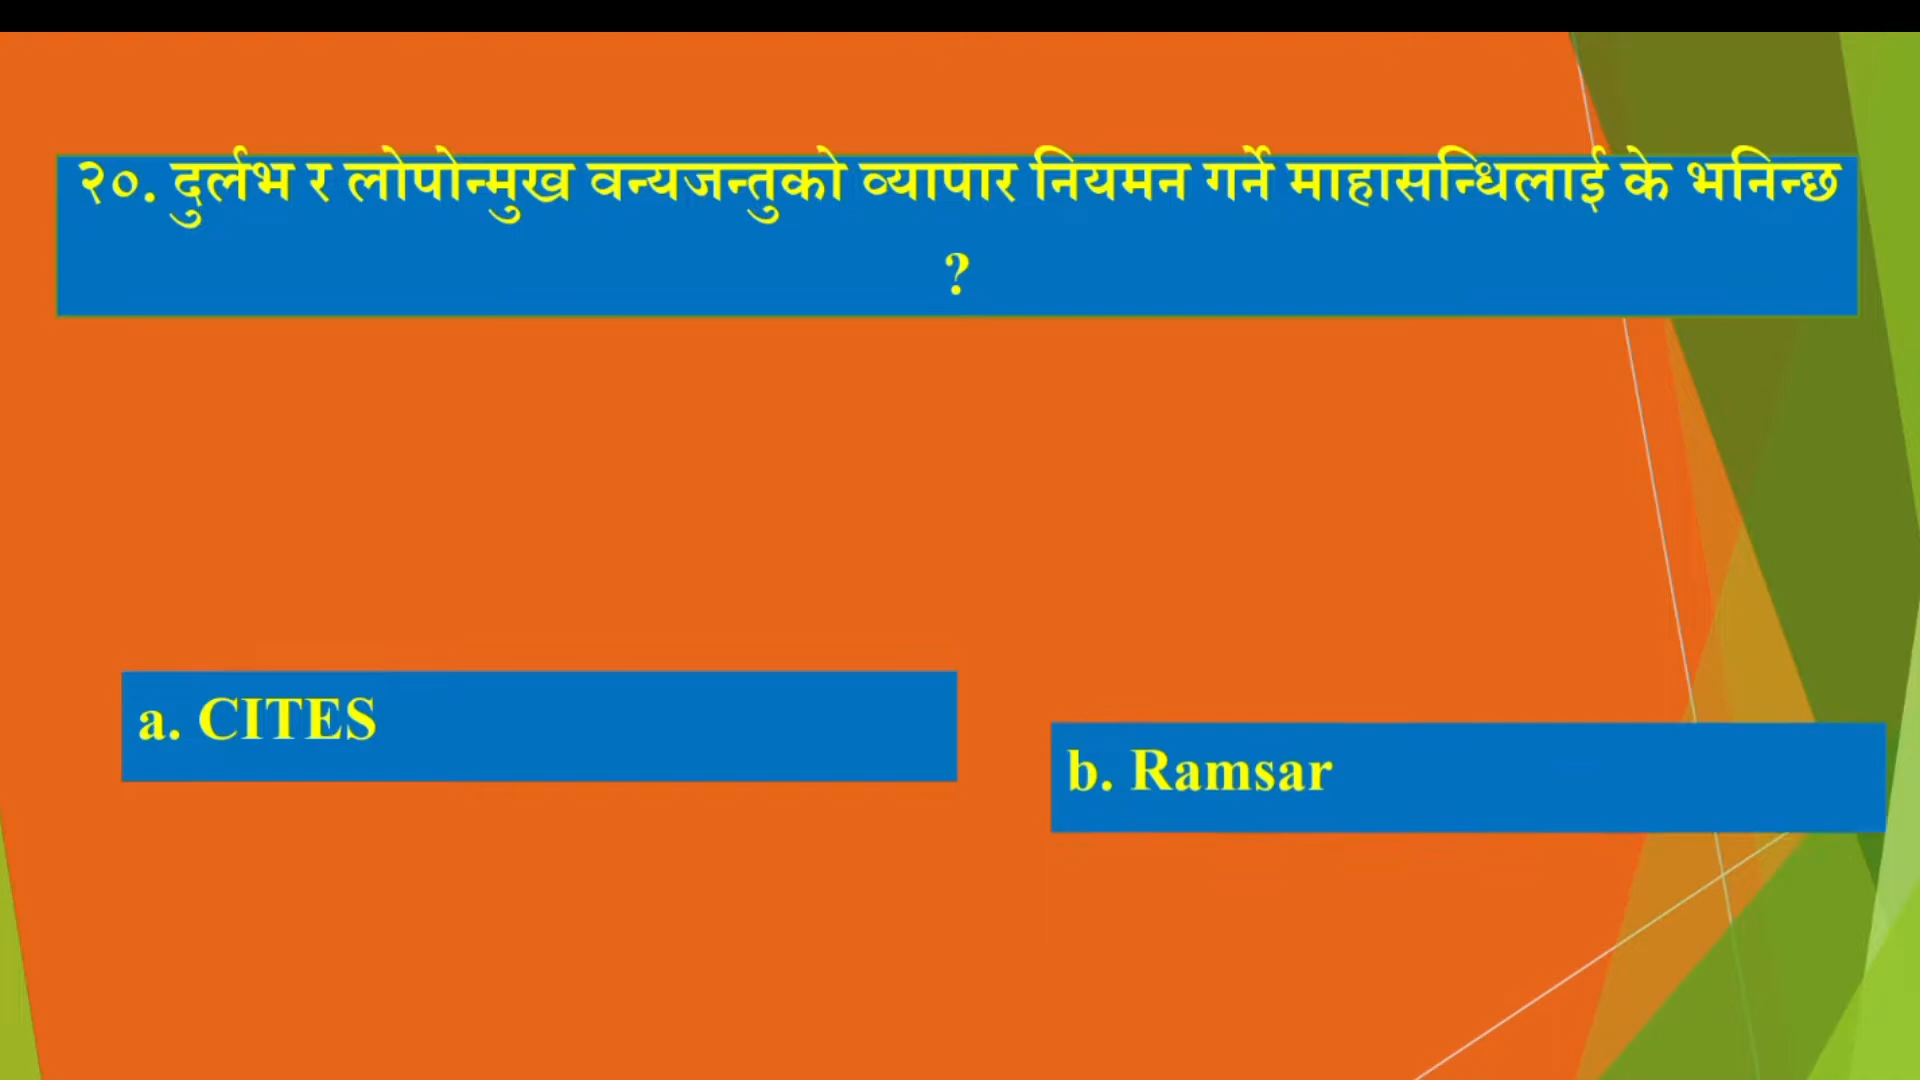 २०. दुर्लभ र लोपोन्मुख वन्यजन्तुको व्यापार नियमन गर्ने माहासन्धिलाई के भनिन्छ
?
a. CITES
b. Ramsar